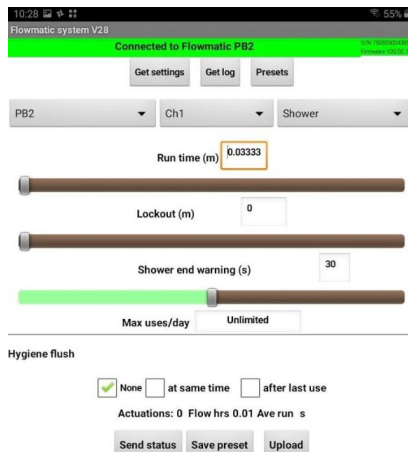 10:28 55%
Flowmatic system V28
Connected to Flowmatic PB2
Get settings Get log Presets
PB2 Ch1 Shower
Run time (m) 0.03333
Lockout (m) 0
Shower end warning (s) 30
Max uses/day Unlimited
Hygiene flush
None at same time after last use
Actuations: 0 Flow hrs 0.01 Ave run s
Send status Save preset Upload